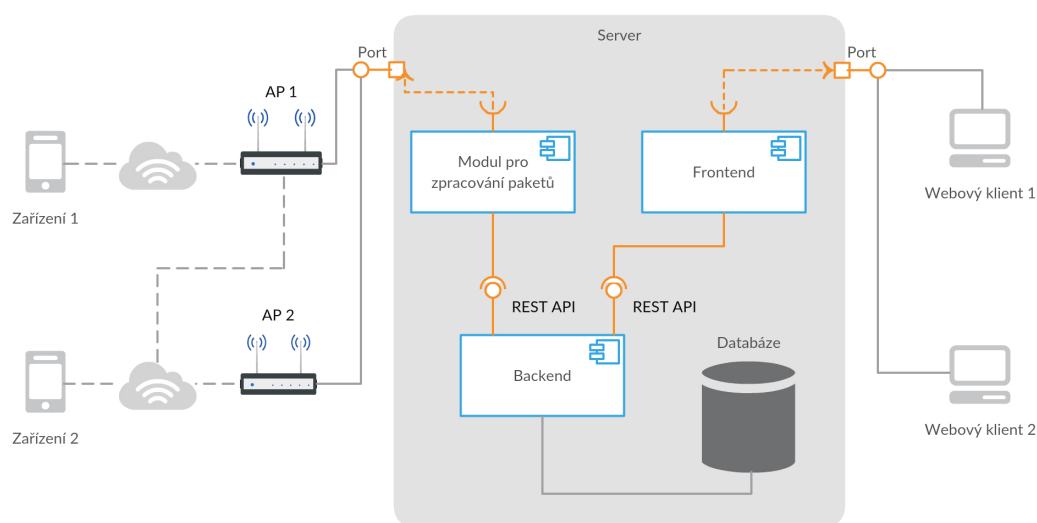 Server
Port
Port
AP 1
Modul pro
zpracování paketů
Frontend
Zařízení 1
Webový klient 1
REST API
REST API
AP 2
Databáze
Backend
Zařízení 2
Webový klient 2